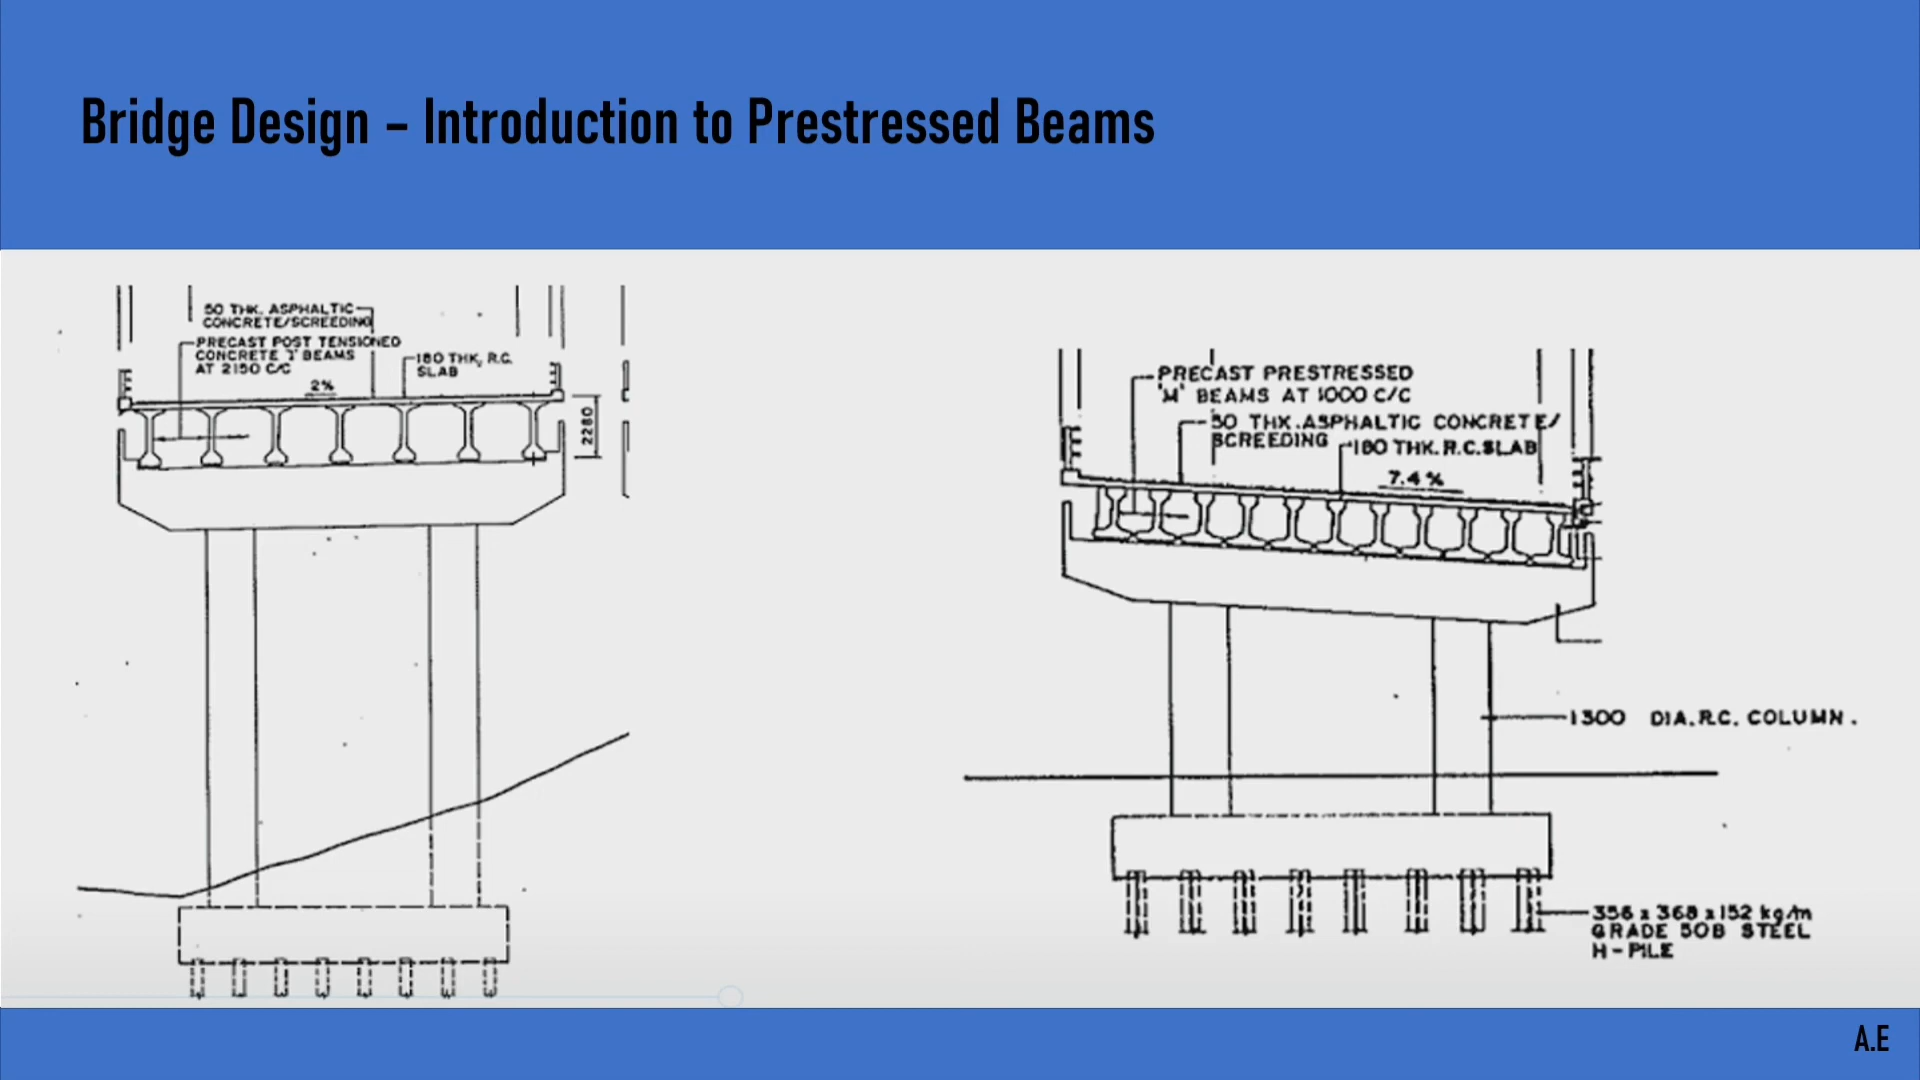 Bridge Design – Introduction to Prestressed Beams
50 THK. ASPHALTIC
CONCRETE/SCREEDING
PRECAST POST TENSIONED
CONCRETE 'I' BEAMS
AT 2150 C/C
180 THK, R.C.
SLAB
2%
2280
PRECAST PRESTRESSED
'M' BEAMS AT 1000 C/C
50 THK.ASPHALTIC CONCRETE/
SCREEDING
180 THK.R.C.SLAB
7.4 %
1300 DIA.R.C. COLUMN.
356 x 368 x 152 kg/m
GRADE 50B STEEL
H-PILE
A.E